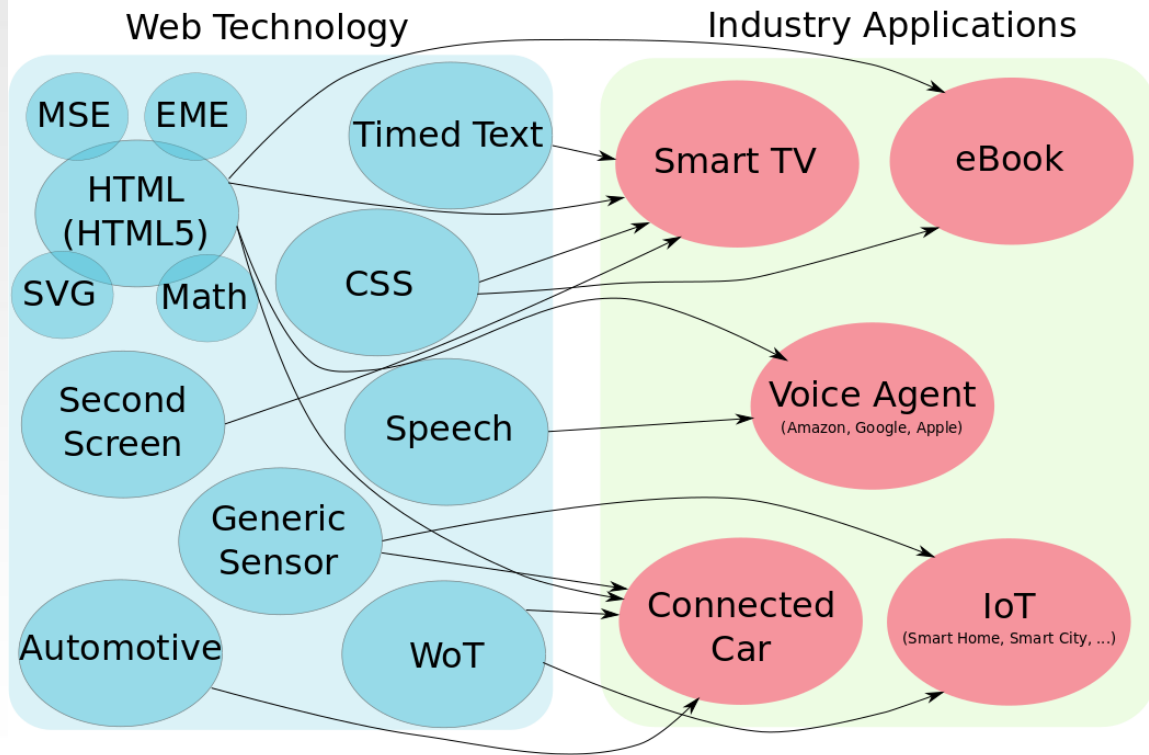 Web Technology
Industry Applications
MSE
EME
HTML
(HTML5)
SVG
Math
Timed Text
CSS
Second
Screen
Speech
Generic
Sensor
Automotive
WoT
Smart TV
eBook
Voice Agent
(Amazon, Google, Apple)
Connected
Car
IoT
(Smart Home, Smart City, ...)